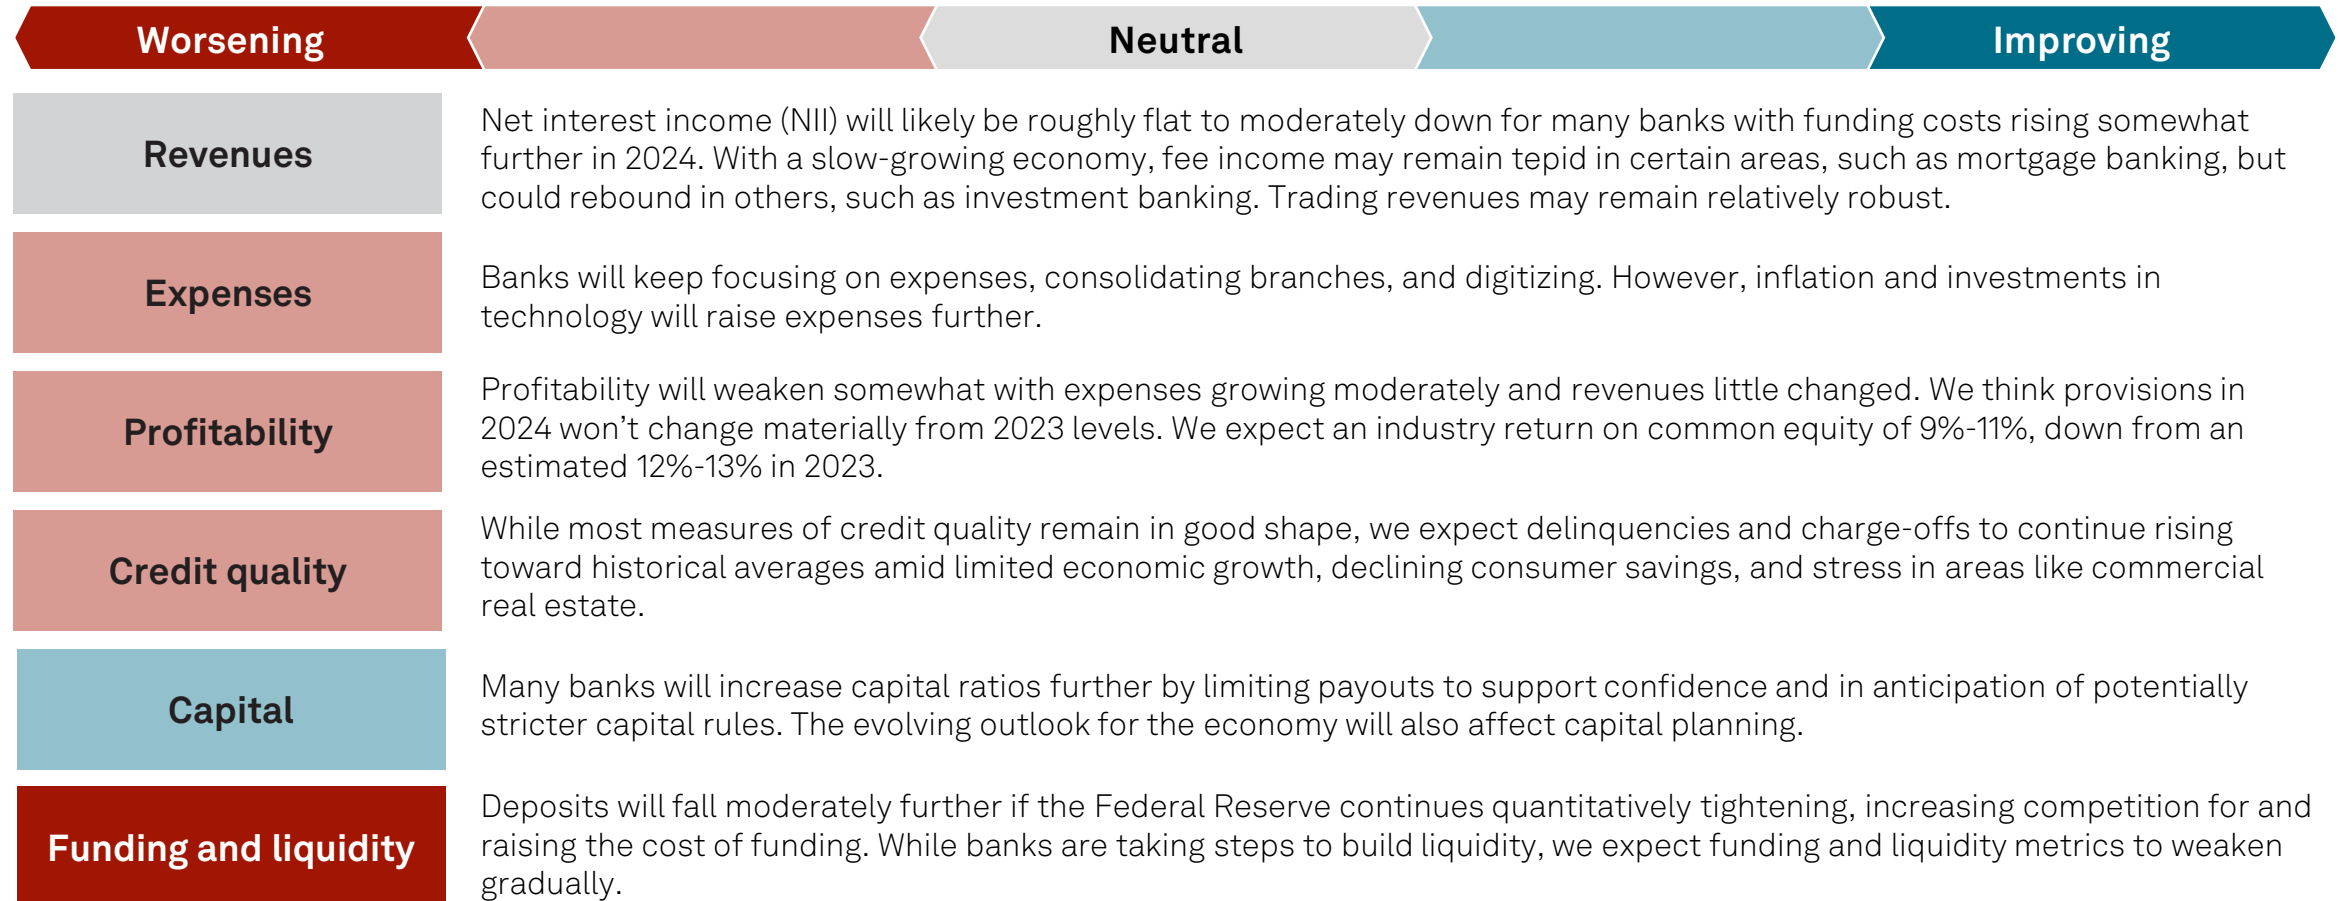 Worsening
Neutral
Improving
Revenues
Net interest income (NII) will likely be roughly flat to moderately down for many banks with funding costs rising somewhat
further in 2024. With a slow-growing economy, fee income may remain tepid in certain areas, such as mortgage banking, but
could rebound in others, such as investment banking. Trading revenues may remain relatively robust.
Expenses
Banks will keep focusing on expenses, consolidating branches, and digitizing. However, inflation and investments in
technology will raise expenses further.
Profitability
Profitability will weaken somewhat with expenses growing moderately and revenues little changed. We think provisions in
2024 won’t change materially from 2023 levels. We expect an industry return on common equity of 9%-11%, down from an
estimated 12%-13% in 2023.
Credit quality
While most measures of credit quality remain in good shape, we expect delinquencies and charge-offs to continue rising
toward historical averages amid limited economic growth, declining consumer savings, and stress in areas like commercial
real estate.
Capital
Many banks will increase capital ratios further by limiting payouts to support confidence and in anticipation of potentially
stricter capital rules. The evolving outlook for the economy will also affect capital planning.
Funding and liquidity
Deposits will fall moderately further if the Federal Reserve continues quantitatively tightening, increasing competition for and
raising the cost of funding. While banks are taking steps to build liquidity, we expect funding and liquidity metrics to weaken
gradually.